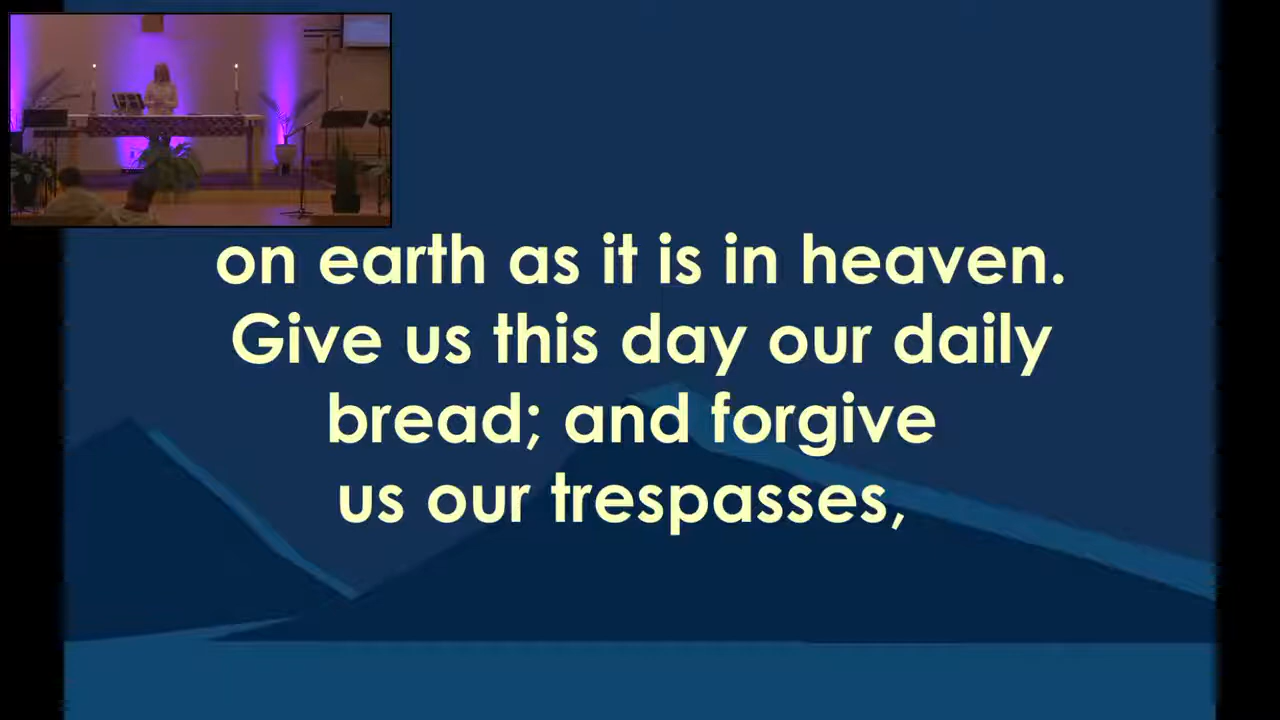 on earth as it is in heaven.
Give us this day our daily
bread; and forgive
us our trespasses,